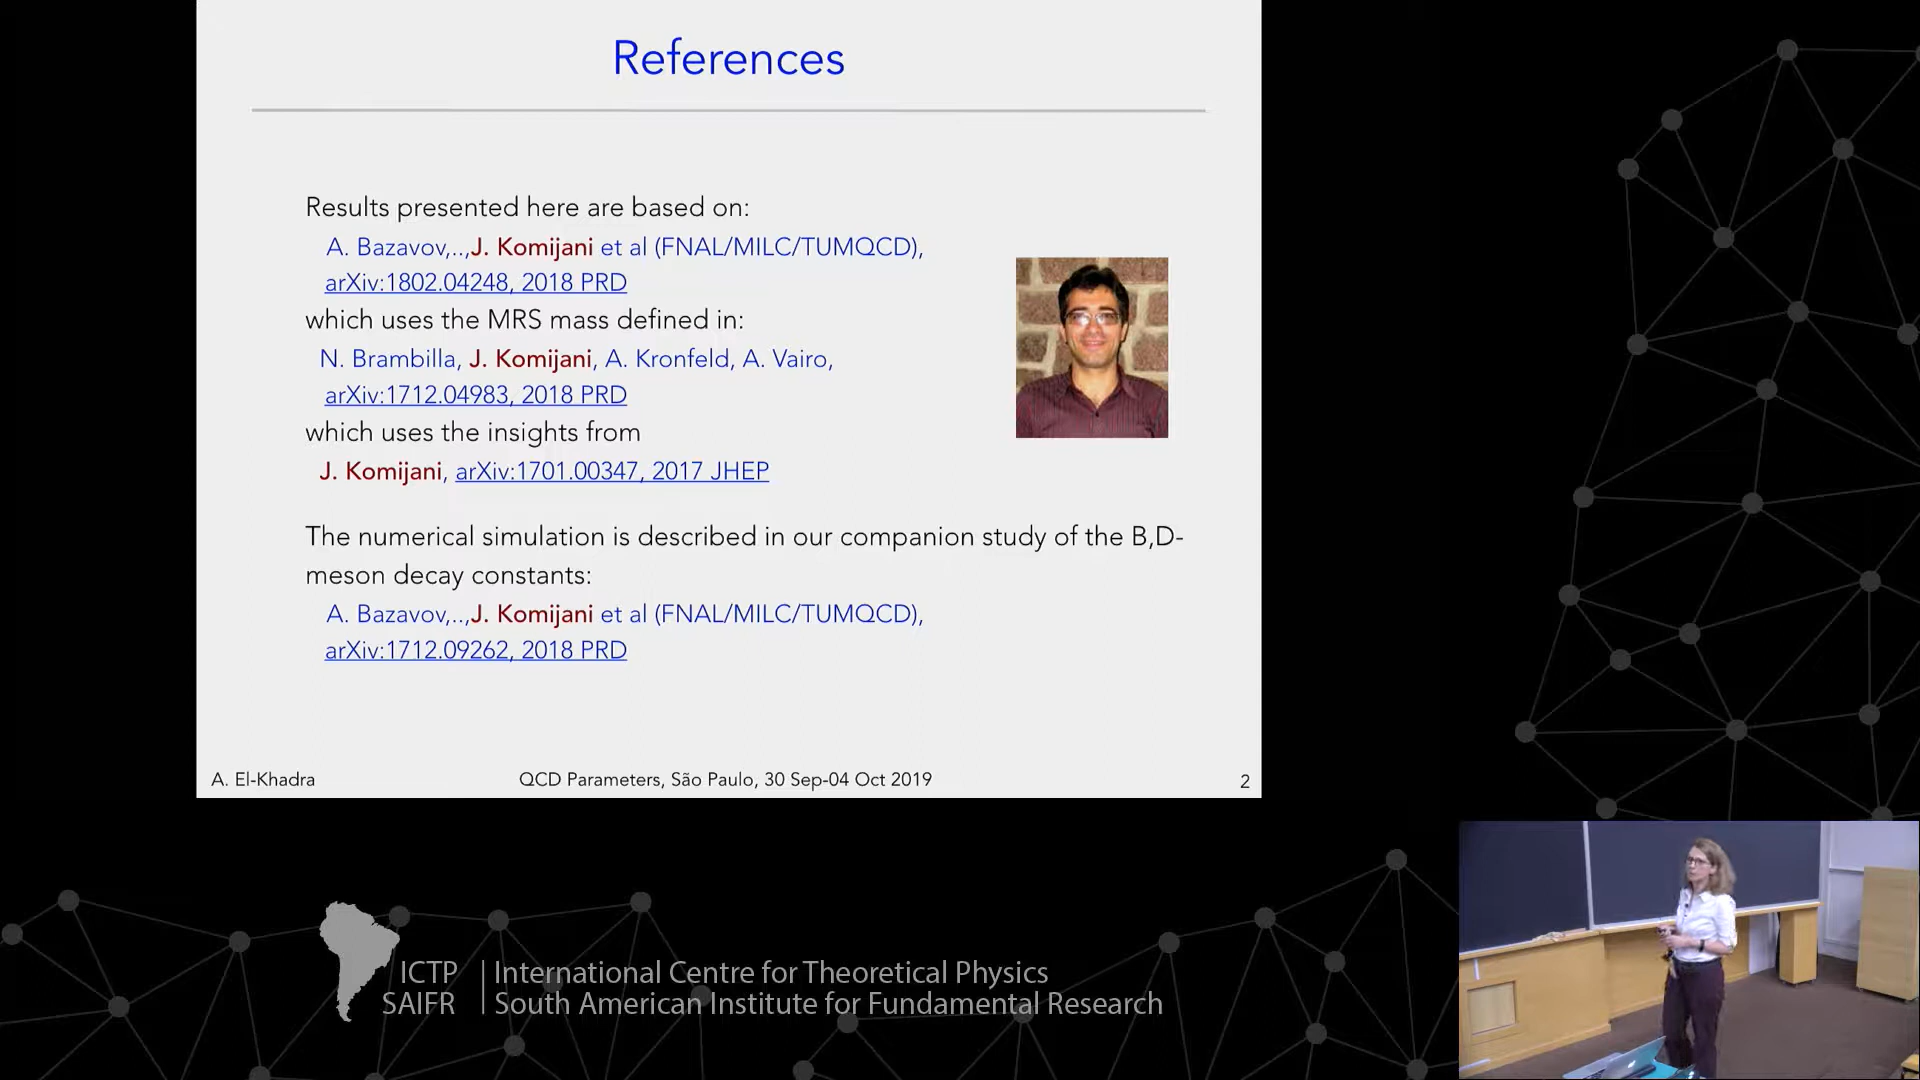 References
Results presented here are based on:
A. Bazavov,..,J. Komijani et al (FNAL/MILC/TUMQCD),
arXiv:1802.04248, 2018 PRD
which uses the MRS mass defined in:
N. Brambilla, J. Komijani, A. Kronfeld, A. Vairo,
arXiv:1712.04983, 2018 PRD
which uses the insights from
J. Komijani, arXiv:1701.00347, 2017 JHEP
The numerical simulation is described in our companion study of the B,D-
meson decay constants:
A. Bazavov,..,J. Komijani et al (FNAL/MILC/TUMQCD),
arXiv:1712.09262, 2018 PRD
A. El-Khadra
QCD Parameters, São Paulo, 30 Sep-04 Oct 2019
2
ICTP | International Centre for Theoretical Physics
SAIFR | South American Institute for Fundamental Research